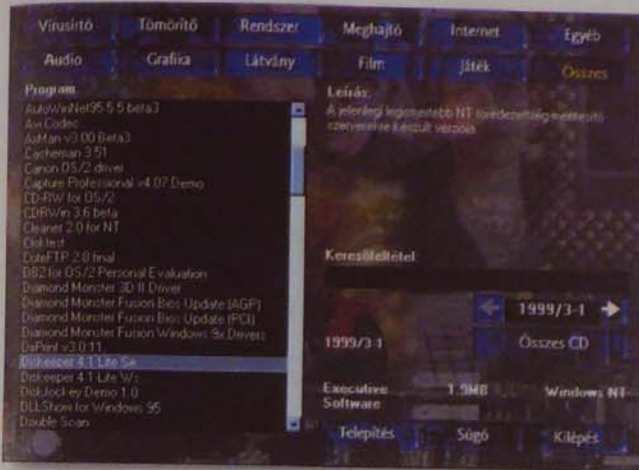 Vírusirtó Tömörítő Rendszer Meghajtó Internet Egyéb
Audio Grafika Látvány Film Játék Összes
Program
AutoWinNet95 5.5 beta3
Avi Codec
AxMan v3.00 Beta3
Cacheman 3.51
Canon OS/2 driver
Capture Professional v4.07 Demo
CD-RW for OS/2
CDRWin 3.6 beta
Cleaner 2.0 for NT
Clisktest
CuteFTP 2.0 final
DB2 for OS/2 Personal Evaluation
Diamond Monster 3D II Driver
Diamond Monster Fusion Bios Update (AGP)
Diamond Monster Fusion Bios Update (PCI)
Diamond Monster Fusion Windows 9x Drivers
DePrint v3.0.11
Diskeeper 4.1 Lite Se
Diskeeper 4.1 Lite Ws
DiskJockey Demo 1.0
DLLShow for Windows 95
Double Scan
Leírás:
A jelenlegi legismertebb NT töredezettség-mentesítő
szerverekre készült verziója.
Keresőfeltétel
1999/3-1
1999/3-1 Összes CD
Executive Software 1.9MB Windows NT
Telepítés Súgó Kilépés